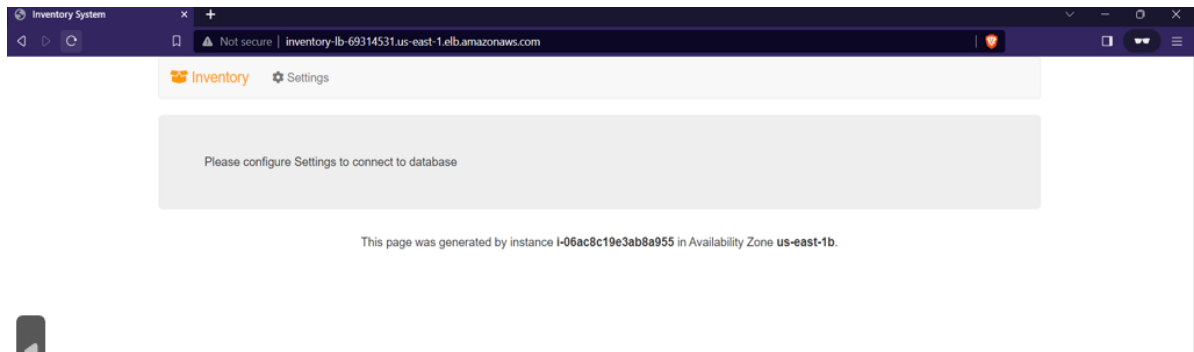 Inventory System
Not secure | inventory-lb-69314531.us-east-1.elb.amazonaws.com
Inventory Settings
Please configure Settings to connect to database
This page was generated by instance i-06ac8c19e3ab8a955 in Availability Zone us-east-1b.